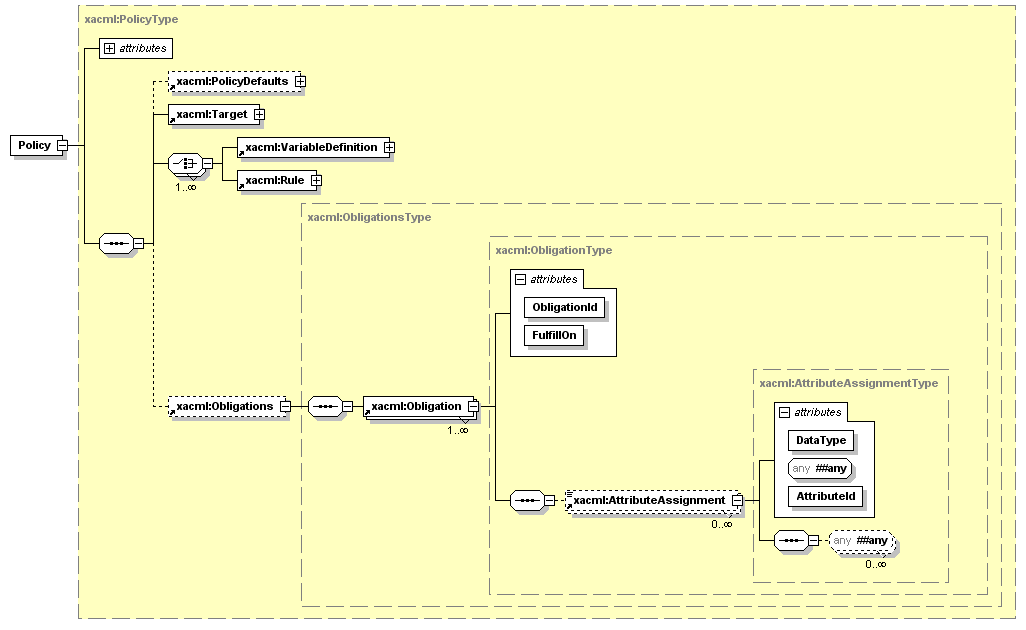 xacml:PolicyType
attributes
xacml:PolicyDefaults
xacml:Target
Policy
xacml:VariableDefinition
1..∞
xacml:Rule
xacml:ObligationsType
xacml:ObligationType
attributes
ObligationId
FulfillOn
xacml:AttributeAssignmentType
xacml:Obligations
xacml:Obligation
1..∞
attributes
DataType
any ##any
AttributeId
xacml:AttributeAssignment
0..∞
any ##any
0..∞